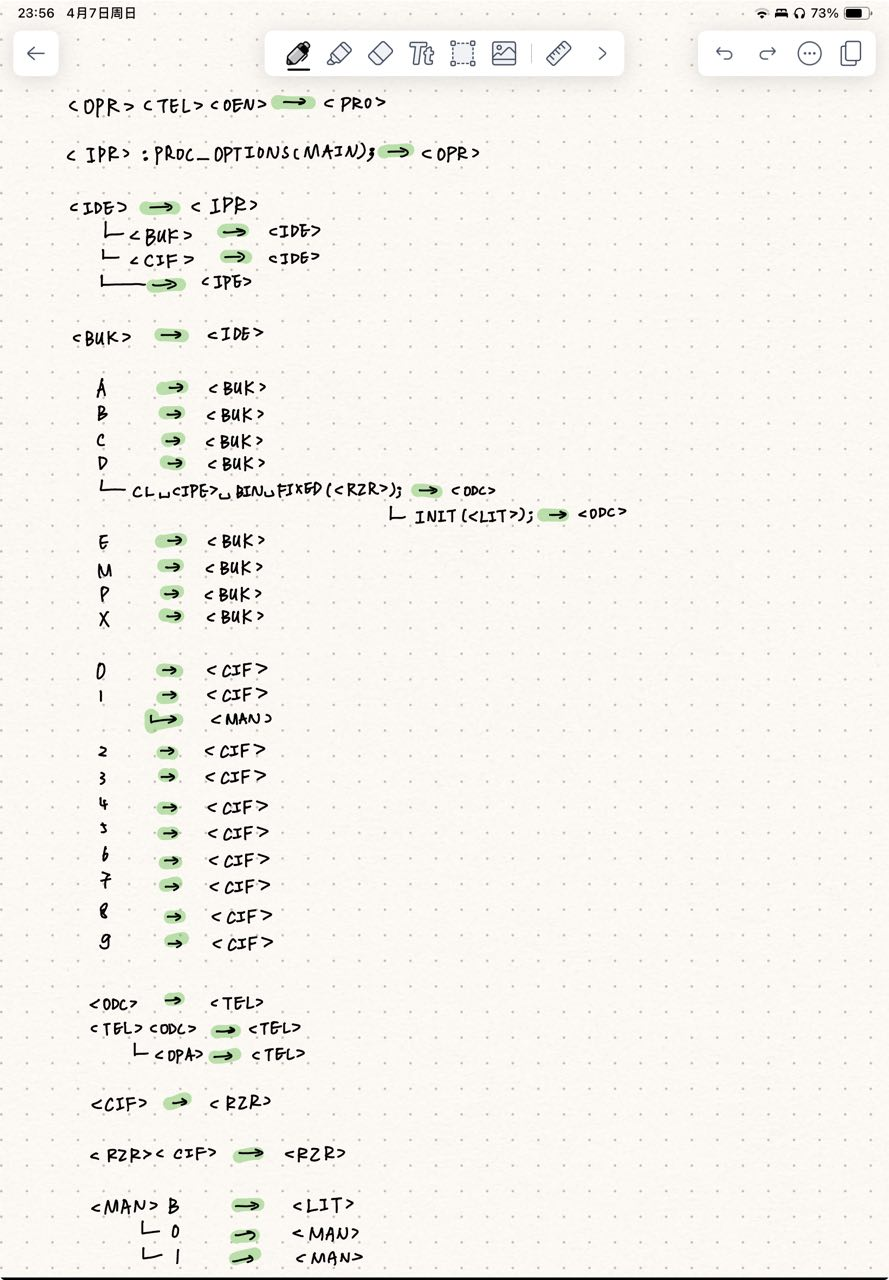 23:56 4月7日周日 73%
Tt
<OPR><TEL><OEN> → <PRO>
<IPR> :PROC_OPTIONS(MAIN); → <OPR>
<IDE> → <IPR>
└ <BUK> → <IDE>
└ <CIF> → <IDE>
└── → <IPE>
<BUK> → <IDE>
A → <BUK>
B → <BUK>
C → <BUK>
D → <BUK>
└─ CL␣<IPE>␣BIN␣FIXED(<RZR>); → <ODC>
└ INIT(<LIT>); → <ODC>
E → <BUK>
M → <BUK>
P → <BUK>
X → <BUK>
0 → <CIF>
1 → <CIF>
└→ <MAN>
2 → <CIF>
3 → <CIF>
4 → <CIF>
5 → <CIF>
6 → <CIF>
7 → <CIF>
8 → <CIF>
9 → <CIF>
<ODC> → <TEL>
<TEL><ODC> → <TEL>
└ <OPA> → <TEL>
<CIF> → <RZR>
<RZR><CIF> → <RZR>
<MAN> B → <LIT>
└ 0 → <MAN>
└ 1 → <MAN>